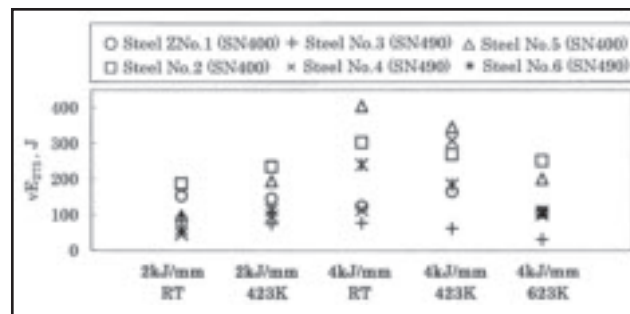 ○ Steel ZNo.1 (SN400) + Steel No.3 (SN490) △ Steel No.5 (SN400)
□ Steel No.2 (SN400) × Steel No.4 (SN490) * Steel No.6 (SN490)
400
300
200
100
0
J
2kJ/mm 2kJ/mm 4kJ/mm 4kJ/mm 4kJ/mm
RT 423K RT 423K 623K